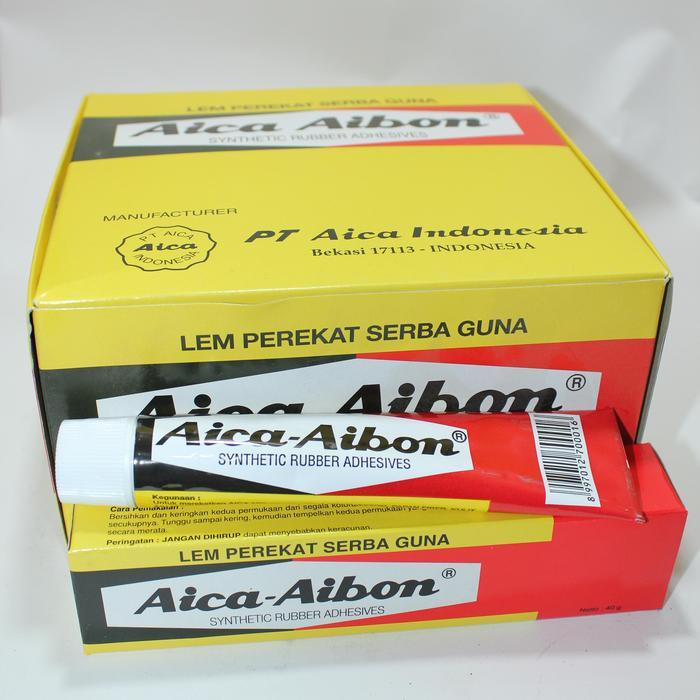 LEM PEREKAT SERBA GUNA
Aica Aibon®
SYNTHETIC RUBBER ADHESIVES
MANUFACTURER
PT AICA
Aica
INDONESIA
PT Aica Indonesia
Bekasi 17113 - INDONESIA
LEM PEREKAT SERBA GUNA
Aica Aibon®
Aica-Aibon®
SYNTHETIC RUBBER ADHESIVES
8 997012 700016
Kegunaan :
Cara Pemakaian :
Bersihkan dan keringkan kedua permukaan dari segala
secukupnya. Tunggu sampai kering, kemudian tempelkan kedua permukaan
secara merata.
Peringatan : JANGAN DIHIRUP dapat menyebabkan keracunan.
LEM PEREKAT SERBA GUNA
Aica-Aibon®
SYNTHETIC RUBBER ADHESIVES
Netto : 40 g